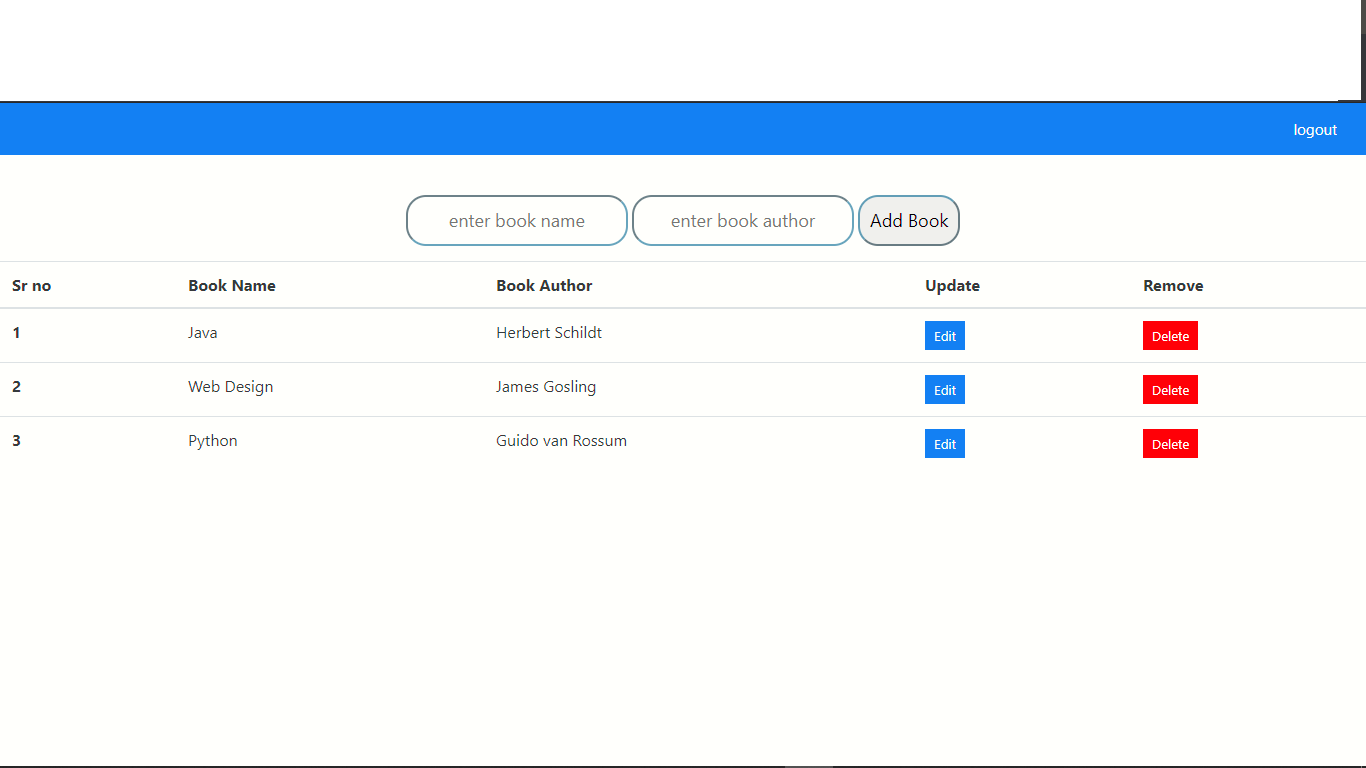 logout
enter book name enter book author Add Book
Sr no Book Name Book Author Update Remove
1 Java Herbert Schildt Edit Delete
2 Web Design James Gosling Edit Delete
3 Python Guido van Rossum Edit Delete